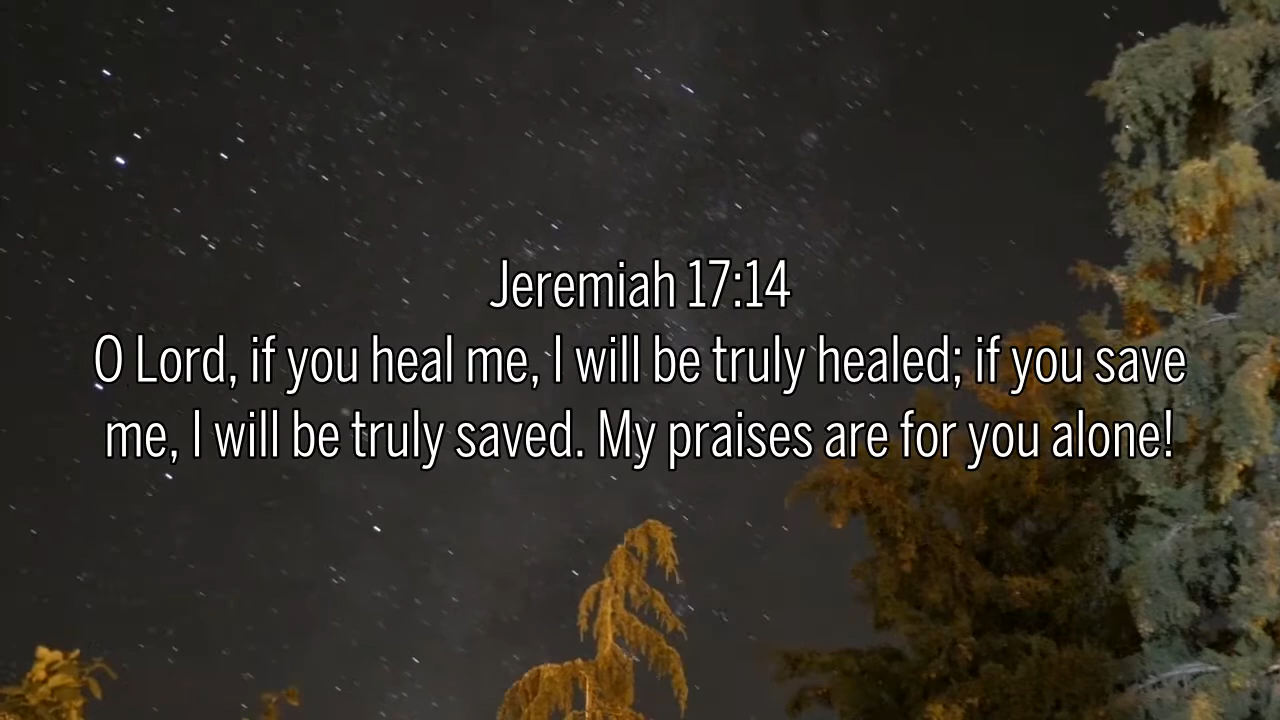 Jeremiah 17:14
O Lord, if you heal me, I will be truly healed; if you save
me, I will be truly saved. My praises are for you alone!